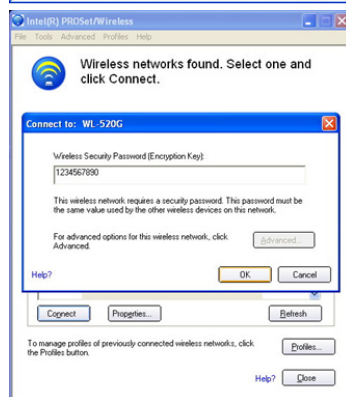 Intel(R) PROSet/Wireless
File Tools Advanced Profiles Help
Wireless networks found. Select one and
click Connect.
Connect to: WL-520G
Wireless Security Password (Encryption Key):
1234567890
This wireless network requires a security password. This password must be
the same value used by the other wireless devices on this network.
For advanced options for this wireless network, click
Advanced.
Advanced...
Help?
OK
Cancel
Connect
Properties...
Refresh
To manage profiles of previously connected wireless networks, click
the Profiles button.
Profiles...
Help?
Close